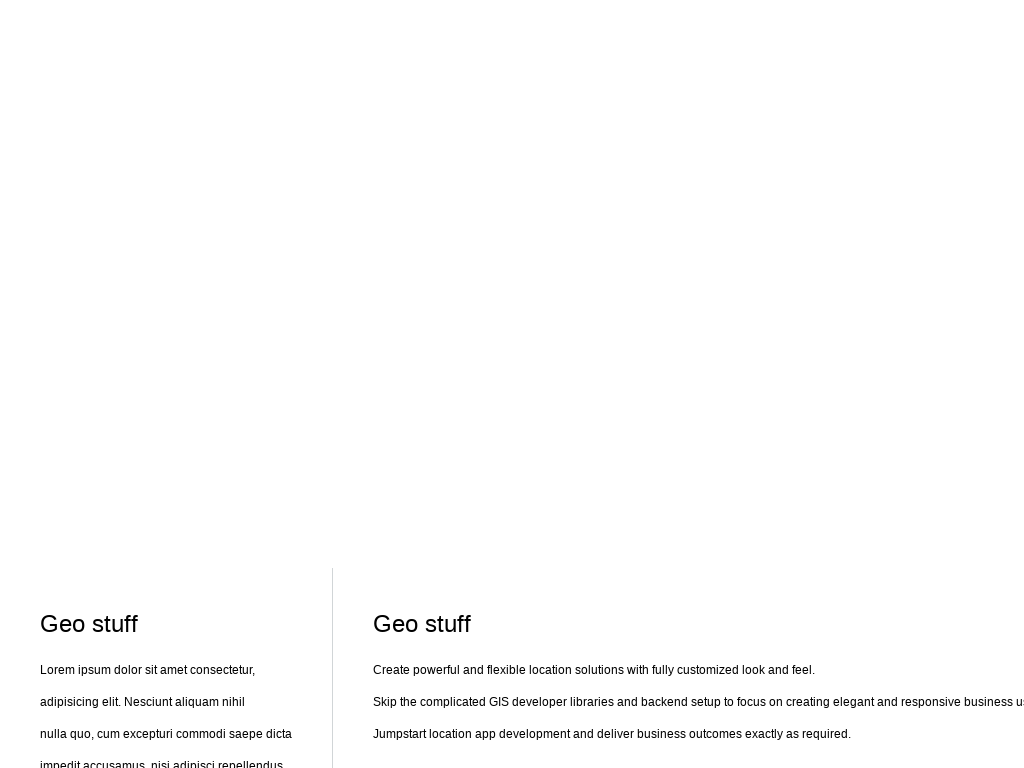 Geo stuff
Lorem ipsum dolor sit amet consectetur,
adipisicing elit. Nesciunt aliquam nihil
nulla quo, cum excepturi commodi saepe dicta
impedit accusamus, nisi adipisci repellendus
Geo stuff
Create powerful and flexible location solutions with fully customized look and feel.
Skip the complicated GIS developer libraries and backend setup to focus on creating elegant and responsive business
Jumpstart location app development and deliver business outcomes exactly as required.